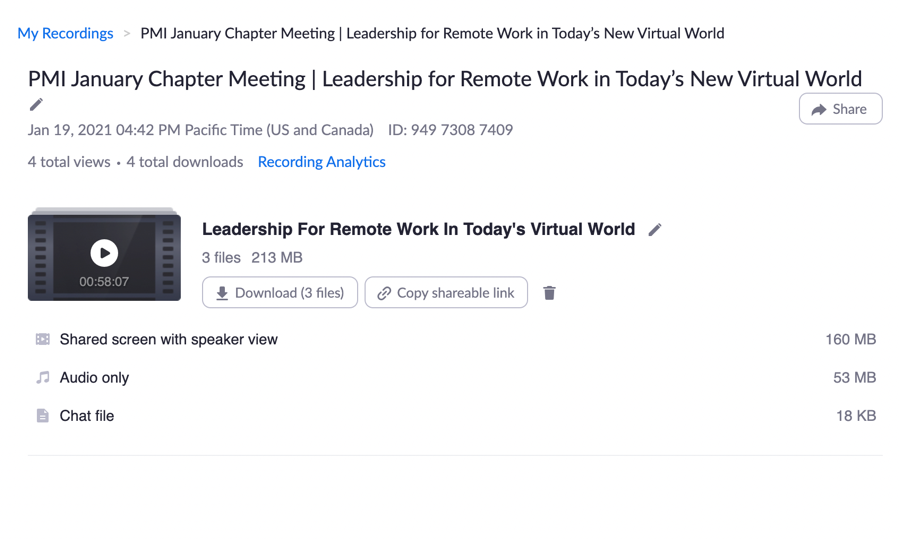 My Recordings > PMI January Chapter Meeting | Leadership for Remote Work in Today’s New Virtual World
PMI January Chapter Meeting | Leadership for Remote Work in Today’s New Virtual World
Share
Jan 19, 2021 04:42 PM Pacific Time (US and Canada) ID: 949 7308 7409
4 total views • 4 total downloads Recording Analytics
Leadership For Remote Work In Today's Virtual World
3 files 213 MB
00:58:07
Download (3 files) Copy shareable link
Shared screen with speaker view 160 MB
Audio only 53 MB
Chat file 18 KB